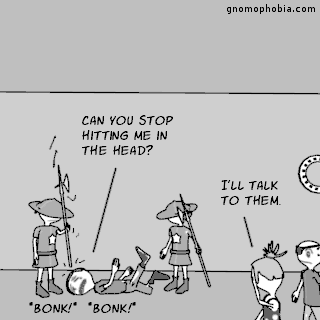 gnomophobia.com
CAN YOU STOP
HITTING ME IN
THE HEAD?
I'LL TALK
TO THEM.
*BONK!* *BONK!*